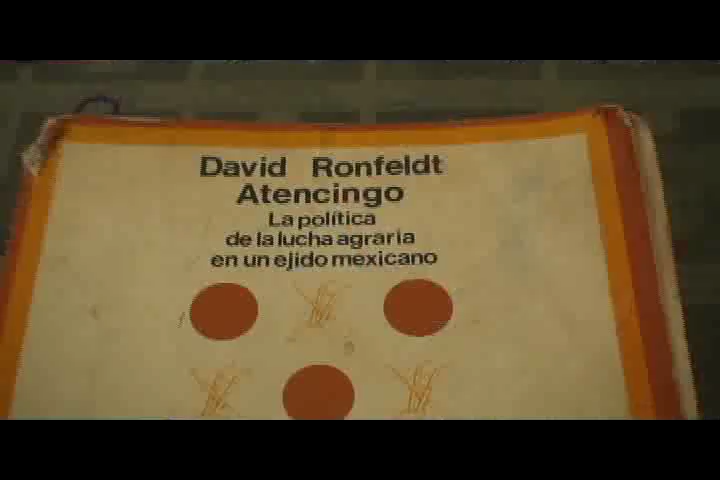 David Ronfeldt
Atencingo
La política
de la lucha agraria
en un ejido mexicano